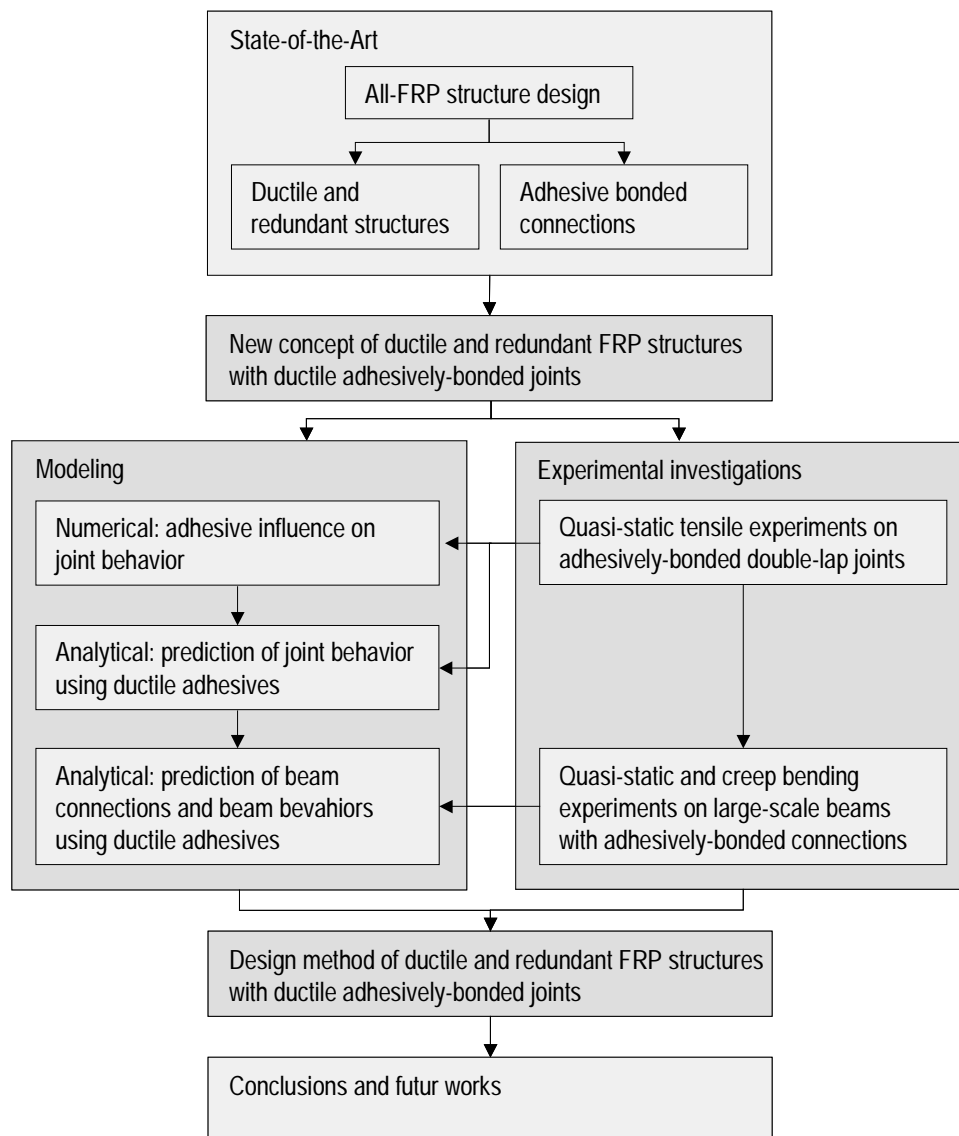 State-of-the-Art
All-FRP structure design
Ductile and
redundant structures
Adhesive bonded
connections
New concept of ductile and redundant FRP structures
with ductile adhesively-bonded joints
Modeling
Numerical: adhesive influence on
joint behavior
Analytical: prediction of joint behavior
using ductile adhesives
Analytical: prediction of beam
connections and beam bevahiors
using ductile adhesives
Experimental investigations
Quasi-static tensile experiments on
adhesively-bonded double-lap joints
Quasi-static and creep bending
experiments on large-scale beams
with adhesively-bonded connections
Design method of ductile and redundant FRP structures
with ductile adhesively-bonded joints
Conclusions and futur works